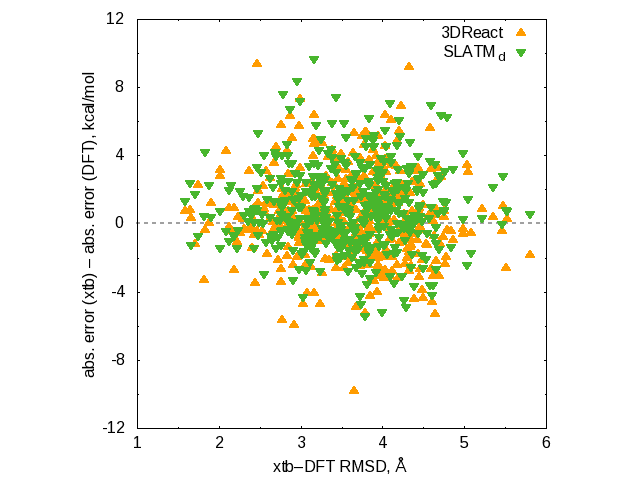 12
8
4
0
-4
-8
-12
1 2 3 4 5 6
abs. error (xtb) – abs. error (DFT), kcal/mol
xtb–DFT RMSD, Å
3DReact
SLATM_d